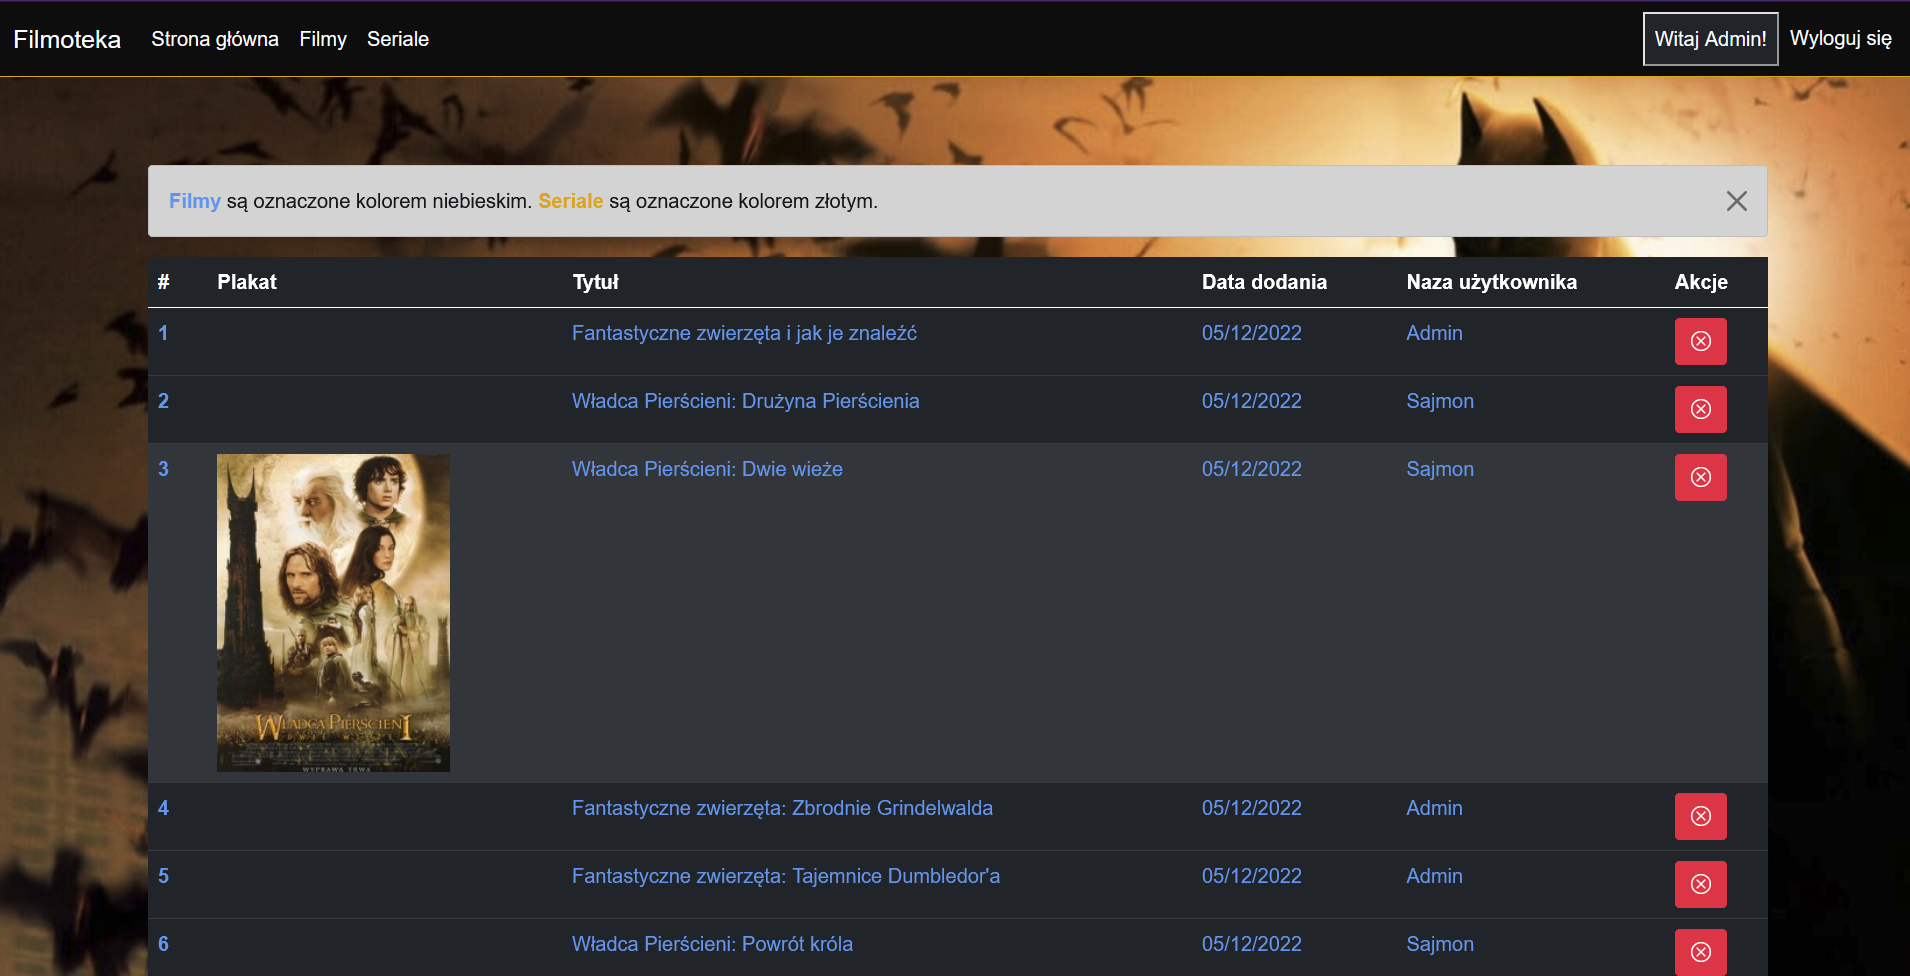 Filmoteka Strona główna Filmy Seriale Witaj Admin! Wyloguj się
Filmy są oznaczone kolorem niebieskim. Seriale są oznaczone kolorem złotym.
# Plakat Tytuł Data dodania Naza użytkownika Akcje
1 Fantastyczne zwierzęta i jak je znaleźć 05/12/2022 Admin
2 Władca Pierścieni: Drużyna Pierścienia 05/12/2022 Sajmon
3 Władca Pierścieni: Dwie wieże 05/12/2022 Sajmon
WŁADCA PIERŚCIENI
DWIE WIEŻE
WYPRAWA TRWA
4 Fantastyczne zwierzęta: Zbrodnie Grindelwalda 05/12/2022 Admin
5 Fantastyczne zwierzęta: Tajemnice Dumbledor'a 05/12/2022 Admin
6 Władca Pierścieni: Powrót króla 05/12/2022 Sajmon